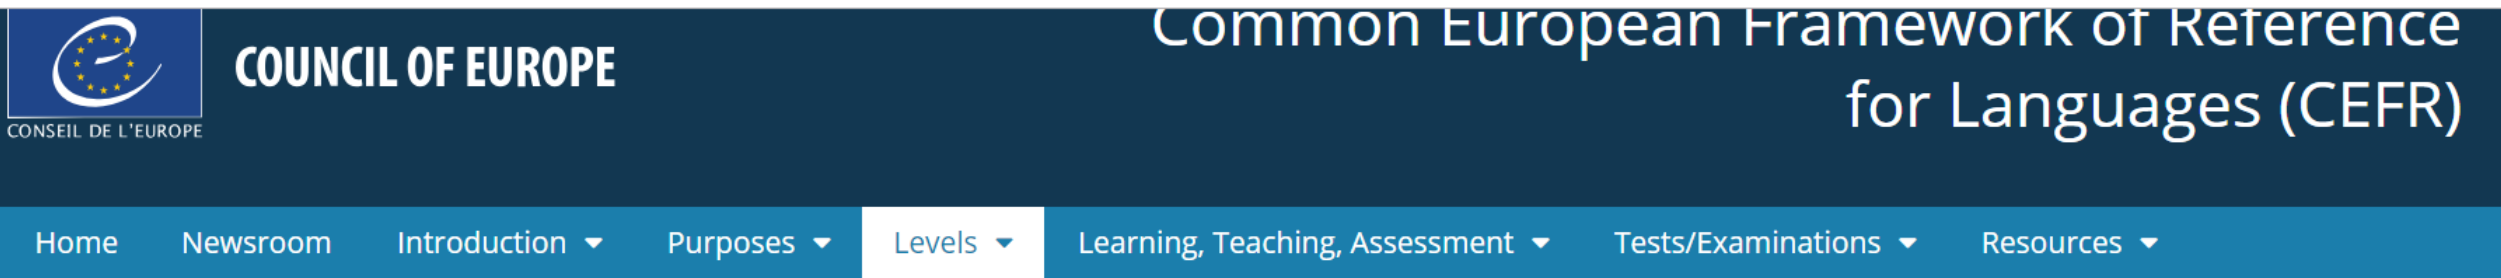 Common European Framework of Reference
for Languages (CEFR)
COUNCIL OF EUROPE
CONSEIL DE L'EUROPE
Home Newsroom Introduction Purposes Levels Learning, Teaching, Assessment Tests/Examinations Resources